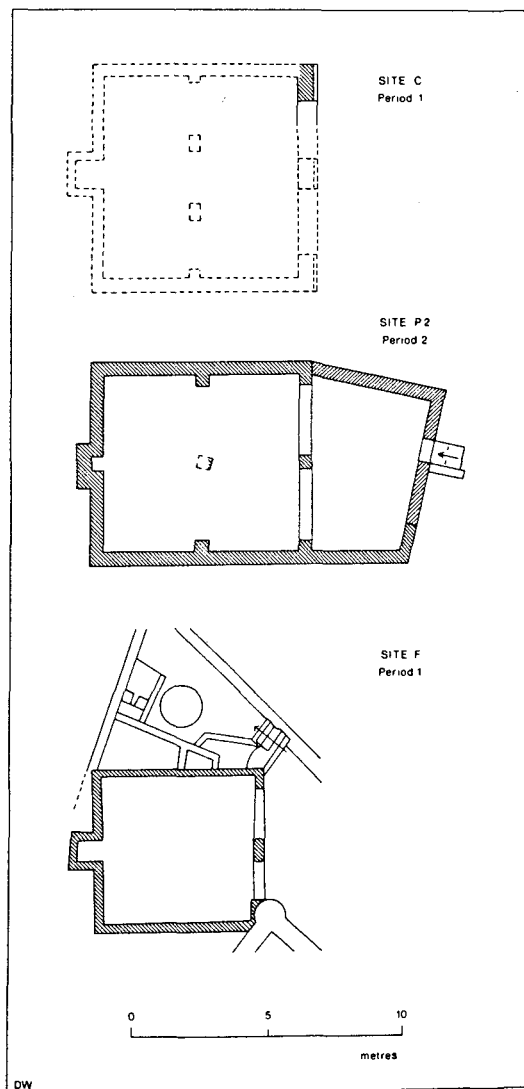 SITE C
Period 1
SITE P2
Period 2
SITE F
Period 1
0 5 10
metres
DW